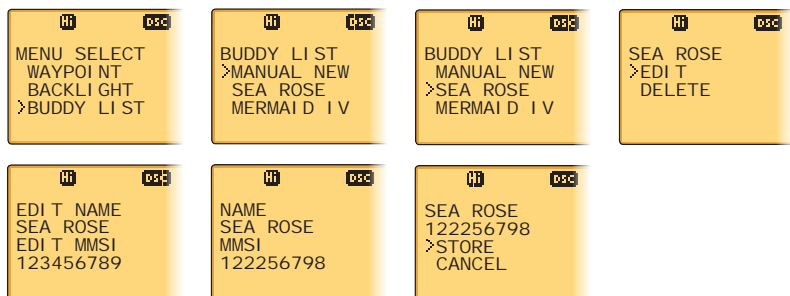 Hi DSC
MENU SELECT
WAYPOINT
BACKLIGHT
>BUDDY LIST
Hi DSC
BUDDY LIST
>MANUAL NEW
SEA ROSE
MERMAID IV
Hi DSC
BUDDY LIST
MANUAL NEW
>SEA ROSE
MERMAID IV
Hi DSC
SEA ROSE
>EDIT
DELETE
Hi DSC
EDIT NAME
SEA ROSE
EDIT MMSI
123456789
Hi DSC
NAME
SEA ROSE
MMSI
122256798
Hi DSC
SEA ROSE
122256798
>STORE
CANCEL